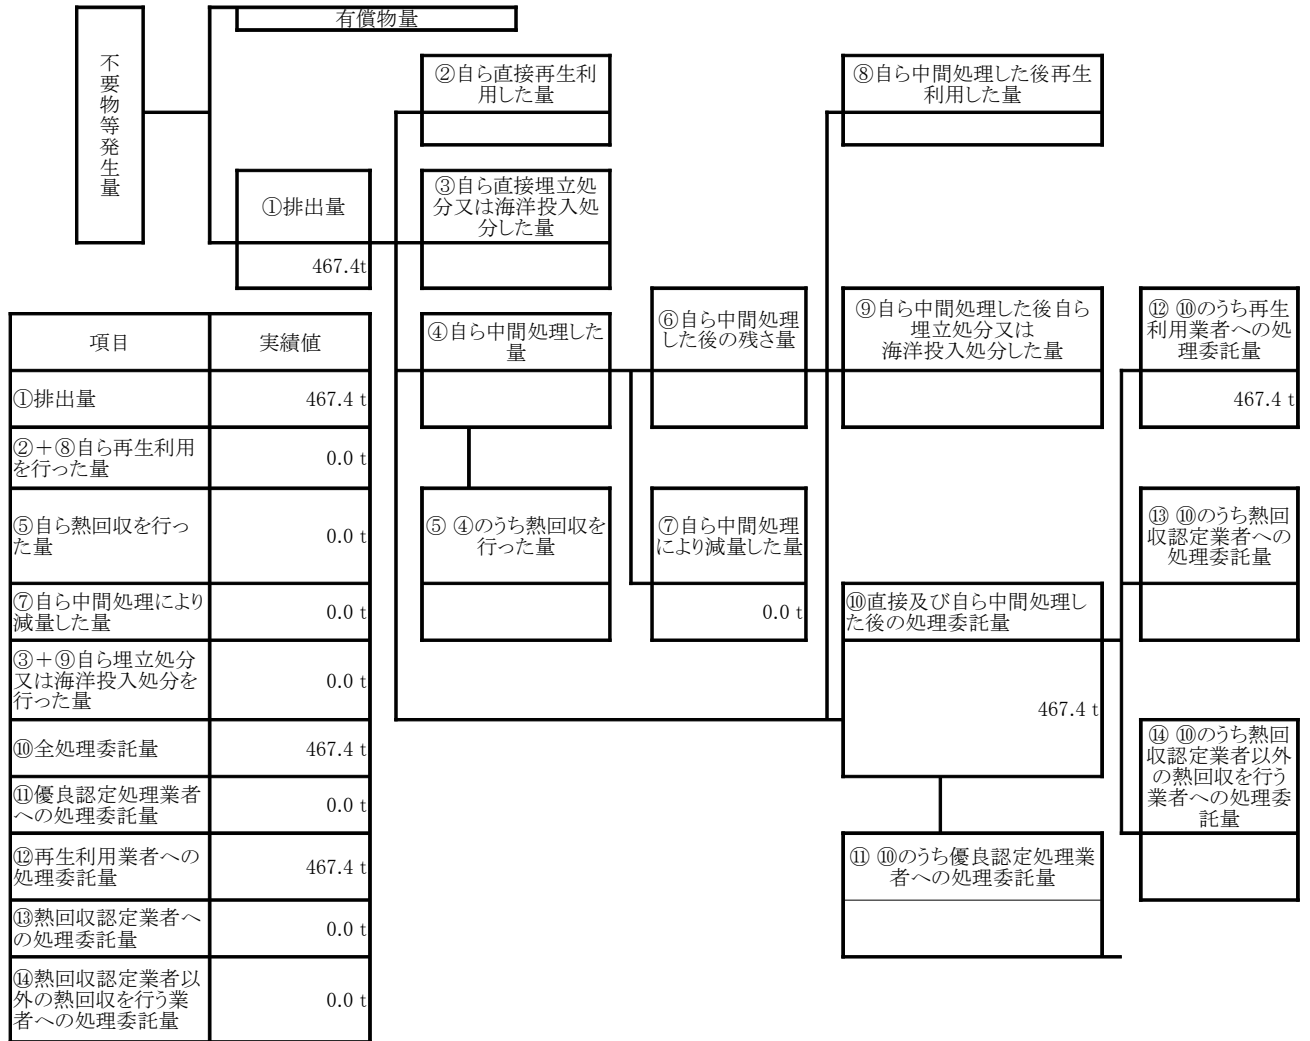 有償物量
不要物等発生量
②自ら直接再生利
用した量
⑧自ら中間処理した後再生
利用した量
①排出量
467.4t
③自ら直接埋立処
分又は海洋投入処
分した量
④自ら中間処理した
量
⑥自ら中間処理
した後の残さ量
⑨自ら中間処理した後自ら
埋立処分又は
海洋投入処分した量
⑫ ⑩のうち再生
利用業者への処
理委託量
467.4 t
⑤ ④のうち熱回収を
行った量
⑦自ら中間処理
により減量した量
0.0 t
⑬ ⑩のうち熱回
収認定業者への
処理委託量
⑩直接及び自ら中間処理し
た後の処理委託量
467.4 t
⑭ ⑩のうち熱回
収認定業者以外
の熱回収を行う
業者への処理委
託量
⑪ ⑩のうち優良認定処理業
者への処理委託量
項目 実績値
①排出量 467.4 t
②＋⑧自ら再生利用
を行った量 0.0 t
⑤自ら熱回収を行っ
た量 0.0 t
⑦自ら中間処理により
減量した量 0.0 t
③＋⑨自ら埋立処分
又は海洋投入処分を
行った量 0.0 t
⑩全処理委託量 467.4 t
⑪優良認定処理業者
への処理委託量 0.0 t
⑫再生利用業者への
処理委託量 467.4 t
⑬熱回収認定業者へ
の処理委託量 0.0 t
⑭熱回収認定業者以
外の熱回収を行う業
者への処理委託量 0.0 t